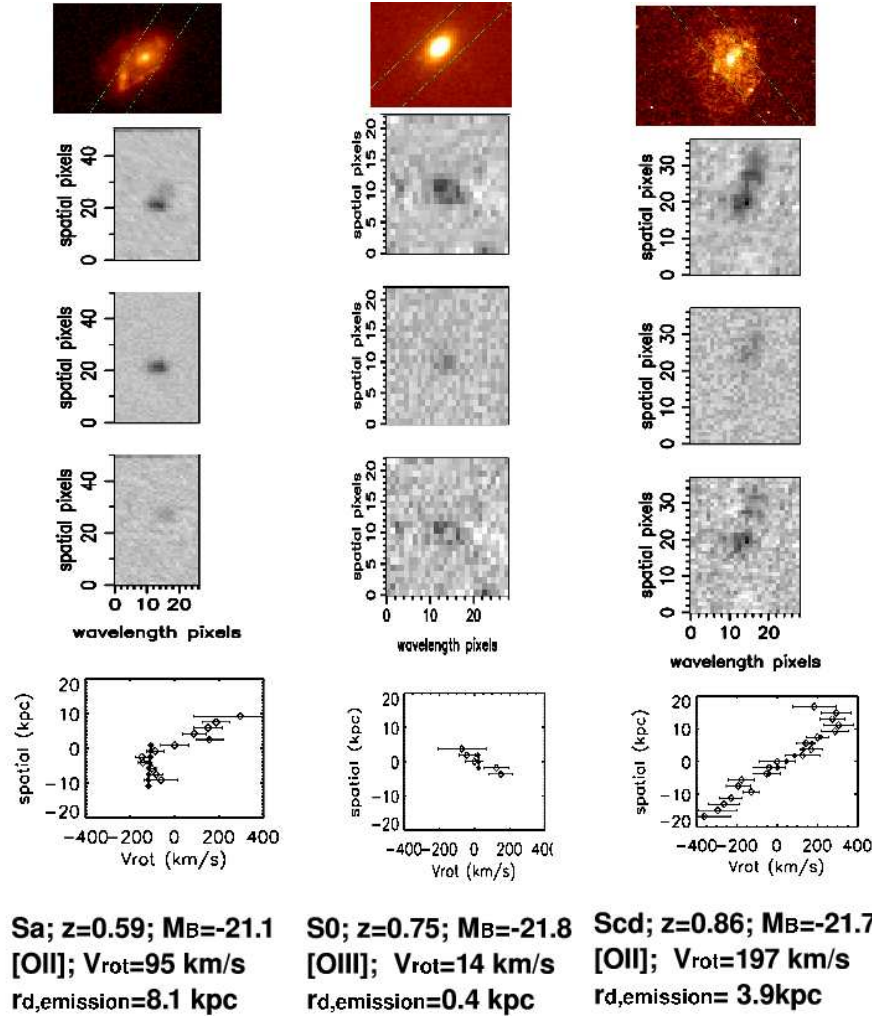 spatial pixels
40
20
0
spatial pixels
20
15
10
5
0
spatial pixels
30
20
10
0
spatial pixels
40
20
0
spatial pixels
20
15
10
5
0
spatial pixels
30
20
10
0
spatial pixels
40
20
0
0 10 20
wavelength pixels
spatial pixels
20
15
10
5
0
0 10 20
wavelength pixels
spatial pixels
30
20
10
0
0 10 20
wavelength pixels
spatial (kpc)
20
10
0
-10
-20
-400 -200 0 200 400
Vrot (km/s)
spatial (kpc)
20
10
0
-10
-20
-400 -200 0 200
Vrot (km/s)
spatial (kpc)
20
10
0
-10
-20
-400 -200 0 200 400
Vrot (km/s)
Sa; z=0.59; MB=-21.1
[OII]; Vrot=95 km/s
rd,emission=8.1 kpc
S0; z=0.75; MB=-21.8
[OIII]; Vrot=14 km/s
rd,emission=0.4 kpc
Scd; z=0.86; MB=-21.7
[OII]; Vrot=197 km/s
rd,emission= 3.9kpc